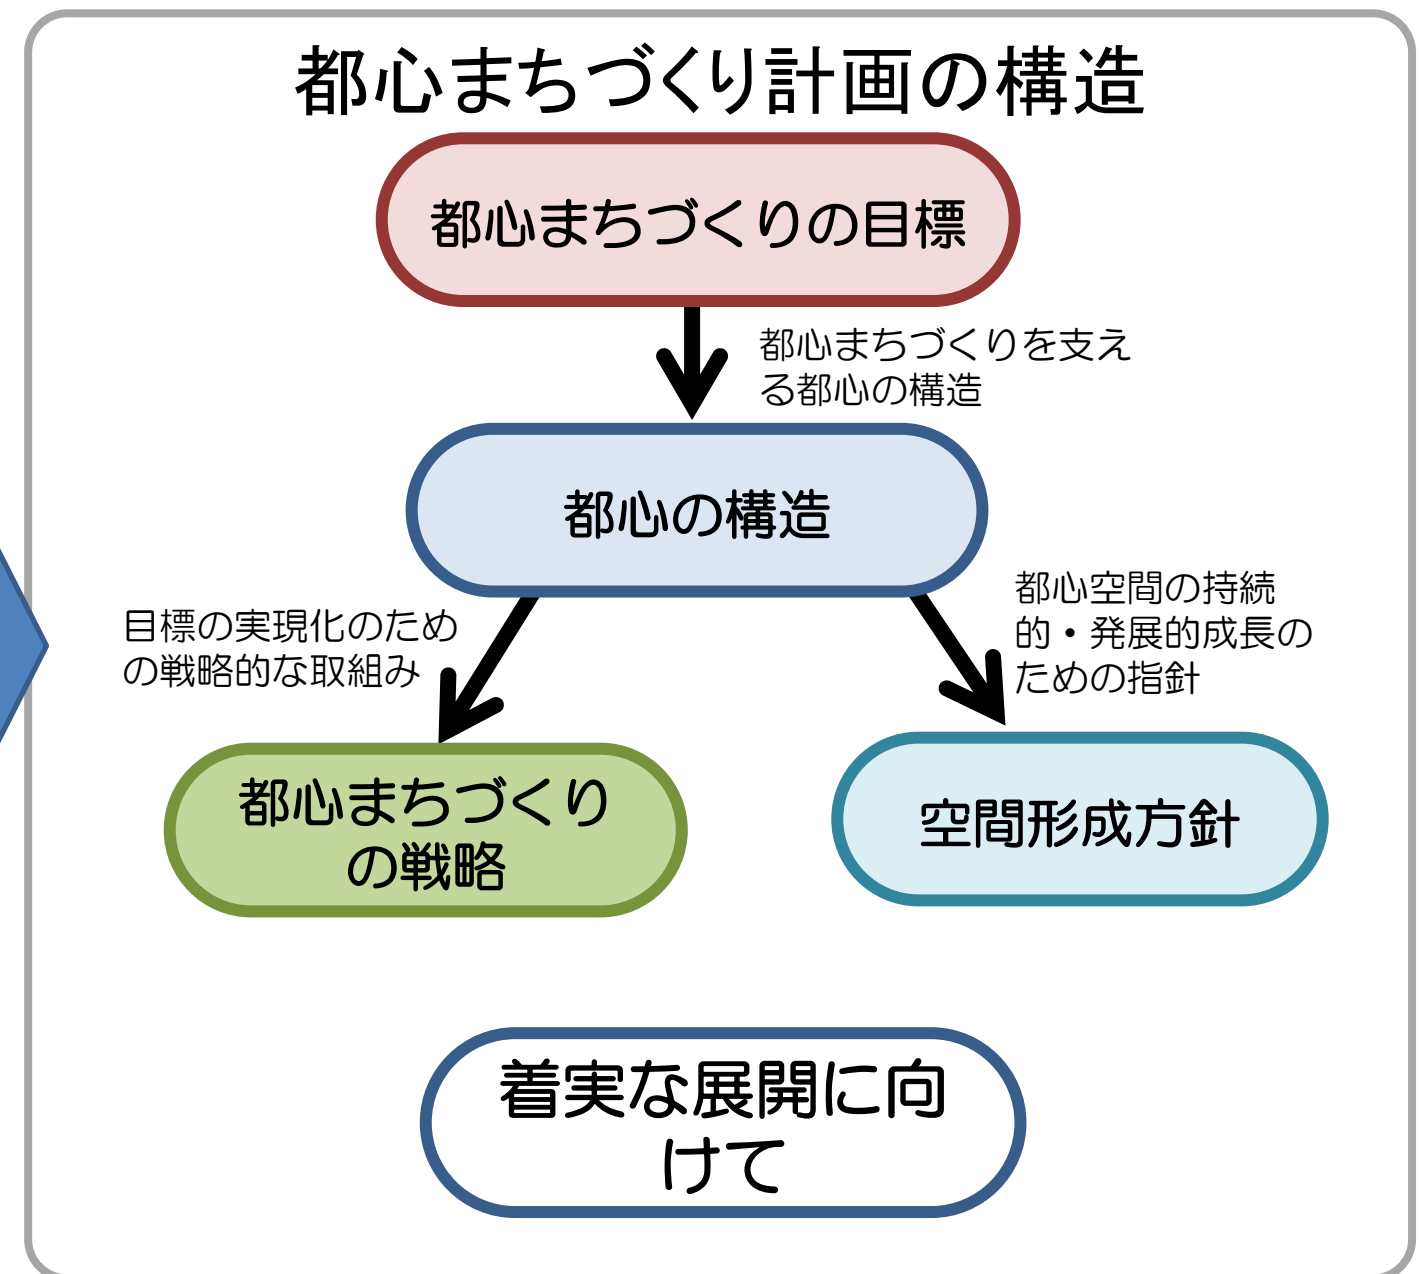 都心まちづくり計画の構造
都心まちづくりの目標
都心まちづくりを支え
る都心の構造
都心の構造
目標の実現化のため
の戦略的な取組み
都心空間の持続
的・発展的成長の
ための指針
都心まちづくり
の戦略
空間形成方針
着実な展開に向
けて